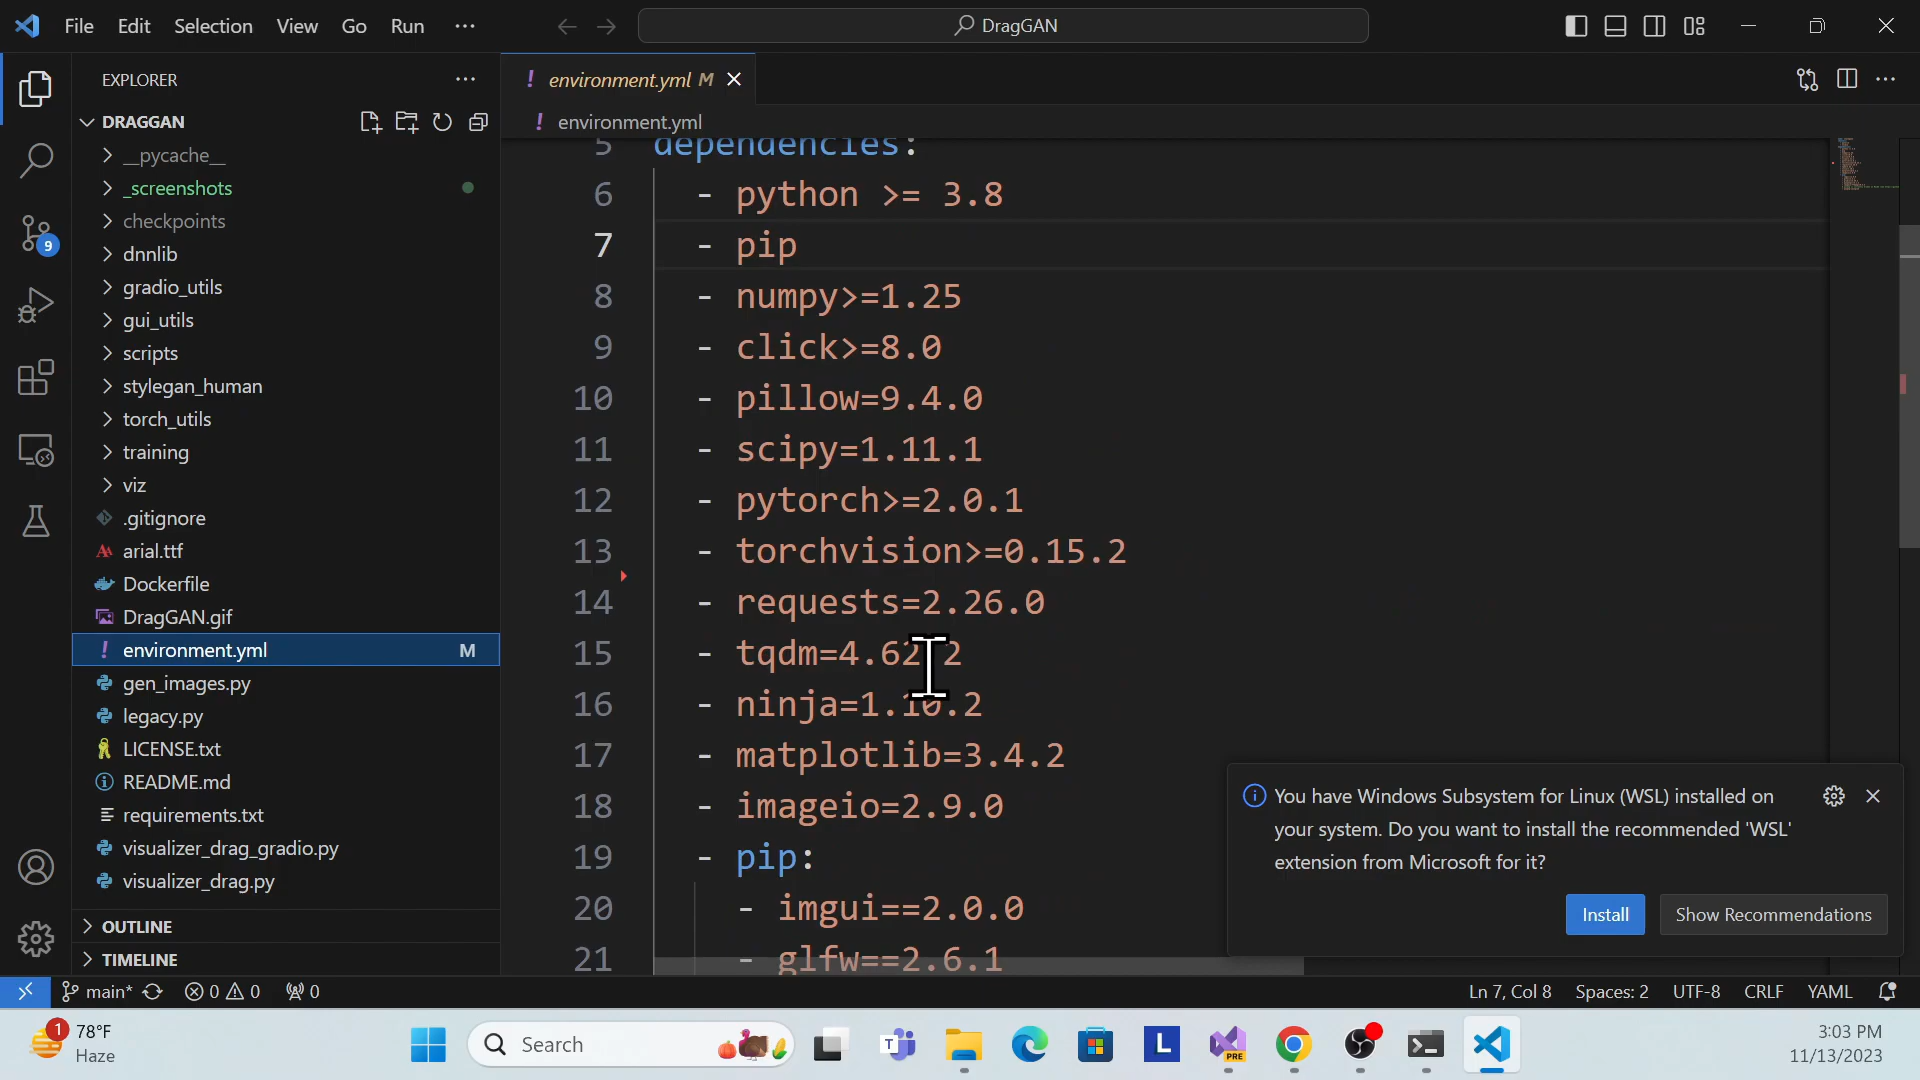 File Edit Selection View Go Run ···
DragGAN
EXPLORER
DRAGGAN
__pycache__
_screenshots
checkpoints
dnnlib
gradio_utils
gui_utils
scripts
stylegan_human
torch_utils
training
viz
.gitignore
arial.ttf
Dockerfile
DragGAN.gif
environment.yml M
gen_images.py
legacy.py
LICENSE.txt
README.md
requirements.txt
visualizer_drag_gradio.py
visualizer_drag.py
OUTLINE
TIMELINE
9
! environment.yml M
! environment.yml
5 dependencies:
6 - python >= 3.8
7 - pip
8 - numpy>=1.25
9 - click>=8.0
10 - pillow=9.4.0
11 - scipy=1.11.1
12 - pytorch>=2.0.1
13 - torchvision>=0.15.2
14 - requests=2.26.0
15 - tqdm=4.62.2
16 - ninja=1.10.2
17 - matplotlib=3.4.2
18 - imageio=2.9.0
19 - pip:
20 - imgui==2.0.0
21 - glfw==2.6.1
You have Windows Subsystem for Linux (WSL) installed on
your system. Do you want to install the recommended 'WSL'
extension from Microsoft for it?
Install Show Recommendations
main* 0 0 0
Ln 7, Col 8 Spaces: 2 UTF-8 CRLF YAML
1 78°F
Haze
Search
T
L
PRE
3:03 PM
11/13/2023